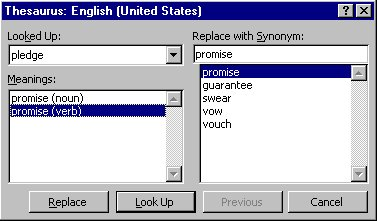 Thesaurus: English (United States)
Looked Up:
pledge
Meanings:
promise (noun)
promise (verb)
Replace with Synonym:
promise
promise
guarantee
swear
vow
vouch
Replace
Look Up
Previous
Cancel